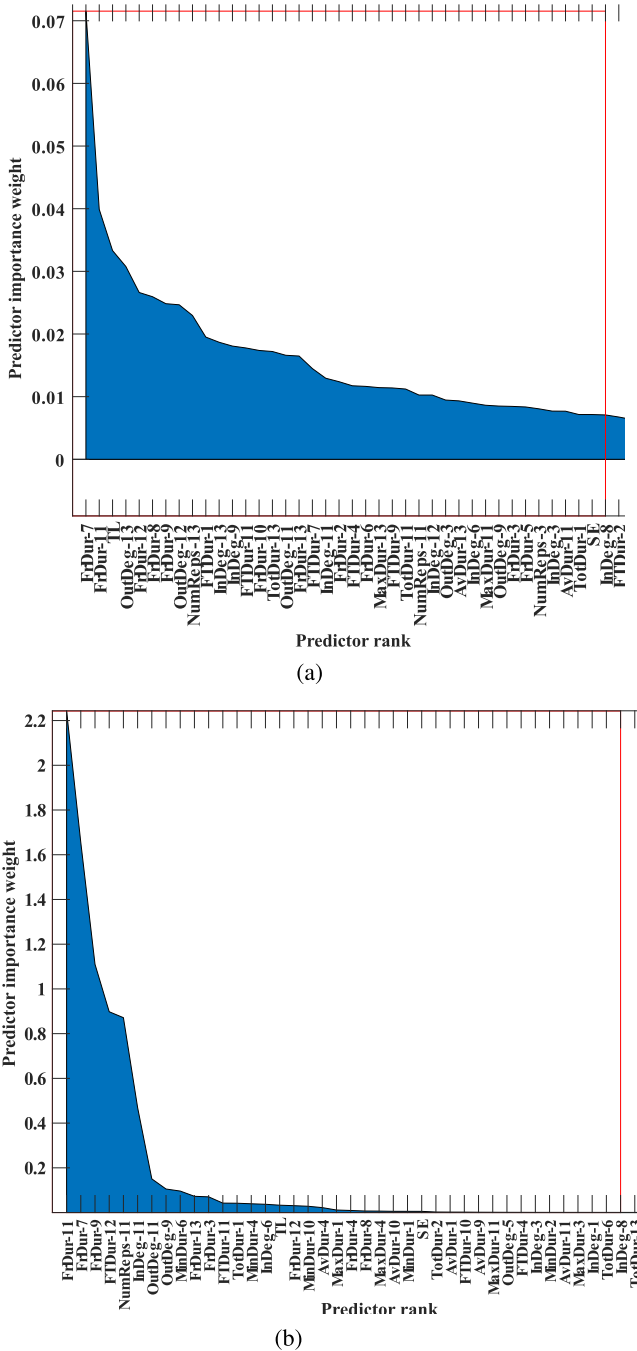 0.07
0.06
0.05
0.04
0.03
0.02
0.01
0
Predictor importance weight
FrDur-7
FrDur-11
TL
OutDeg-13
FrDur-12
FrDur-8
FrDur-9
OutDeg-12
NumReps-13
FTDur-1
InDeg-13
InDeg-9
FTDur-11
FrDur-10
TotDur-13
OutDeg-11
FrDur-13
FTDur-7
InDeg-11
FrDur-2
FTDur-4
FrDur-6
MaxDur-13
FTDur-9
TotDur-11
NumReps-11
InDeg-12
OutDeg-3
AvDur-13
InDeg-6
MaxDur-11
OutDeg-9
FrDur-3
FrDur-5
NumReps-3
InDeg-3
AvDur-11
TotDur-1
SE
InDeg-8
FTDur-2
Predictor rank
(a)
2.2
2
1.8
1.6
1.4
1.2
1
0.8
0.6
0.4
0.2
Predictor importance weight
FrDur-11
FrDur-7
FrDur-9
FTDur-12
NumReps-11
InDeg-11
OutDeg-11
OutDeg-9
MinDur-6
FrDur-13
FrDur-3
FTDur-11
TotDur-1
MinDur-4
InDeg-6
TL
FrDur-12
MinDur-10
AvDur-4
MaxDur-1
FrDur-4
FrDur-8
MaxDur-4
AvDur-10
MinDur-1
SE
TotDur-2
AvDur-1
FTDur-10
AvDur-9
MaxDur-11
OutDeg-5
FTDur-4
InDeg-3
MinDur-2
AvDur-11
MaxDur-3
InDeg-1
TotDur-6
InDeg-8
TotDur-13
Predictor rank
(b)